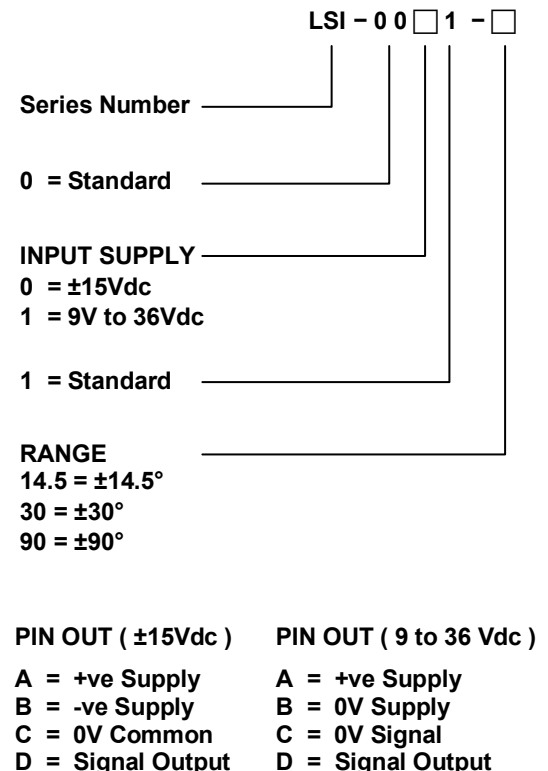 LSI – 0 0 □ 1 – □
Series Number
0 = Standard
INPUT SUPPLY
0 = ±15Vdc
1 = 9V to 36Vdc
1 = Standard
RANGE
14.5 = ±14.5°
30 = ±30°
90 = ±90°
PIN OUT ( ±15Vdc )
A = +ve Supply
B = -ve Supply
C = 0V Common
D = Signal Output
PIN OUT ( 9 to 36 Vdc )
A = +ve Supply
B = 0V Supply
C = 0V Signal
D = Signal Output